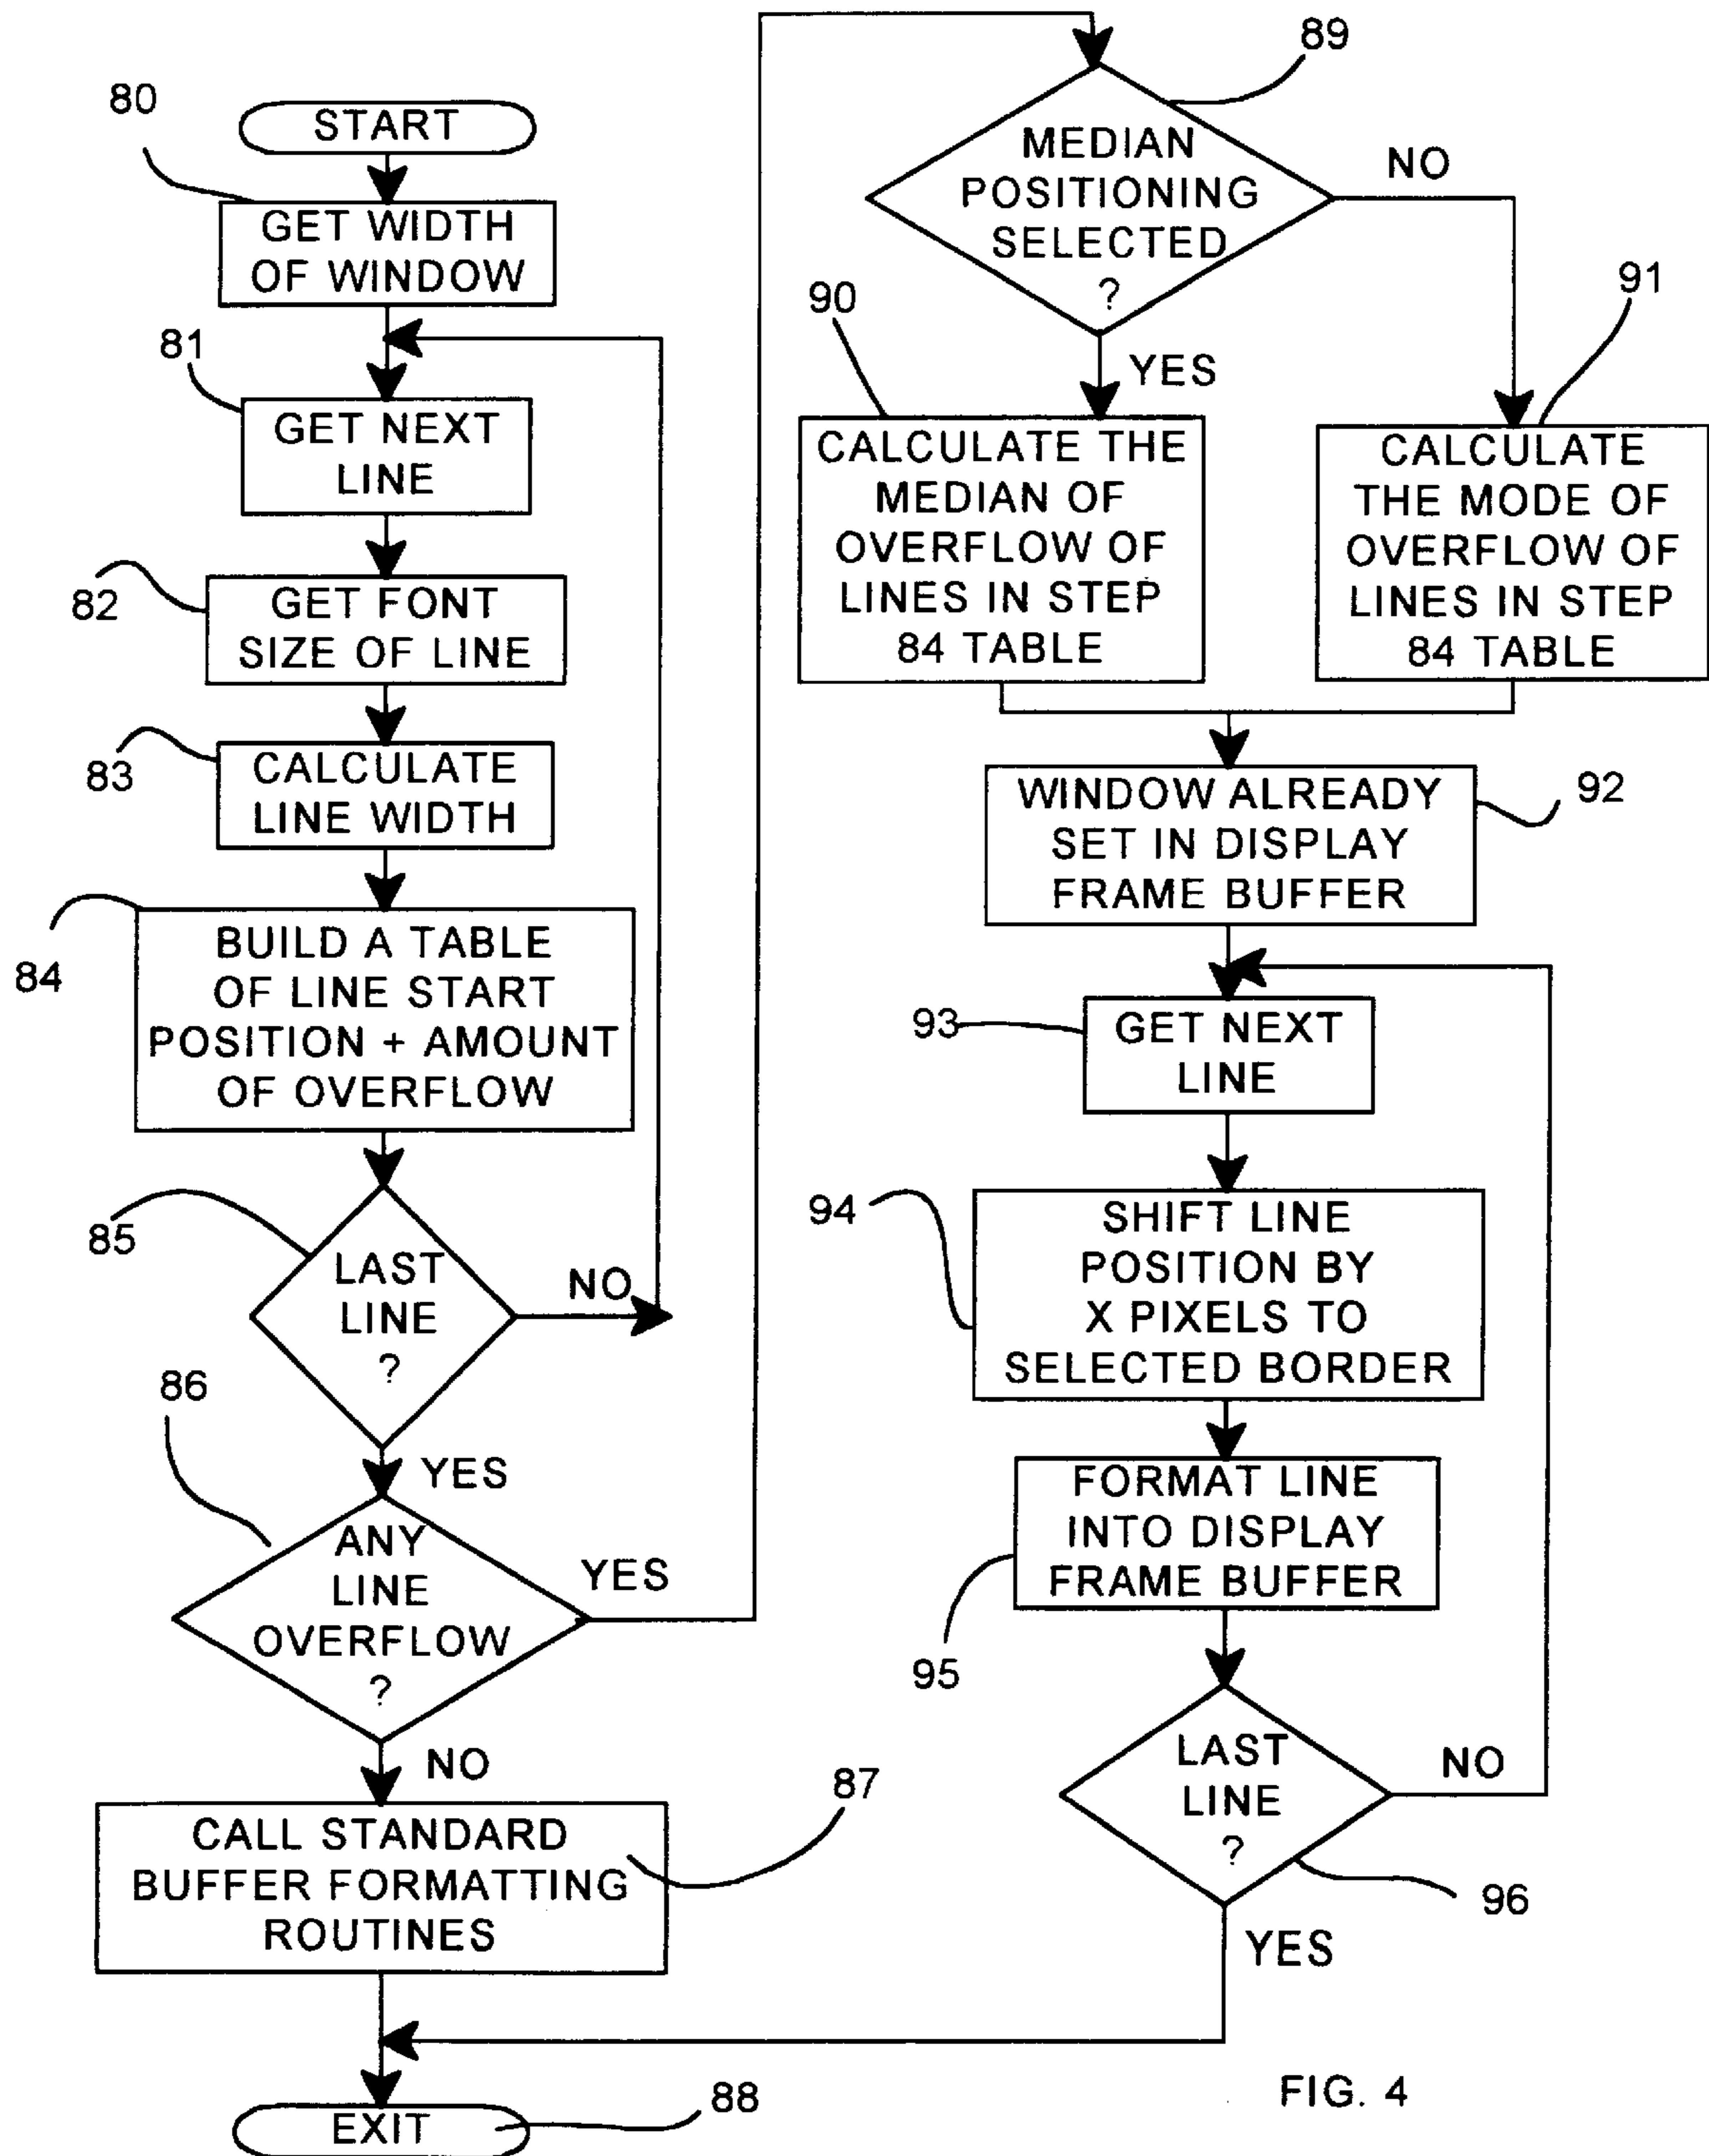 80
START
GET WIDTH
OF WINDOW
81
GET NEXT
LINE
82
GET FONT
SIZE OF LINE
83
CALCULATE
LINE WIDTH
84
BUILD A TABLE
OF LINE START
POSITION + AMOUNT
OF OVERFLOW
85
LAST
LINE
?
NO
YES
86
ANY
LINE
OVERFLOW
?
YES
NO
87
CALL STANDARD
BUFFER FORMATTING
ROUTINES
EXIT
88
89
MEDIAN
POSITIONING
SELECTED
?
NO
YES
90
CALCULATE THE
MEDIAN OF
OVERFLOW OF
LINES IN STEP
84 TABLE
91
CALCULATE
THE MODE OF
OVERFLOW OF
LINES IN STEP
84 TABLE
WINDOW ALREADY
SET IN DISPLAY
FRAME BUFFER
92
93
GET NEXT
LINE
94
SHIFT LINE
POSITION BY
X PIXELS TO
SELECTED BORDER
FORMAT LINE
INTO DISPLAY
FRAME BUFFER
95
LAST
LINE
?
NO
96
YES
FIG. 4